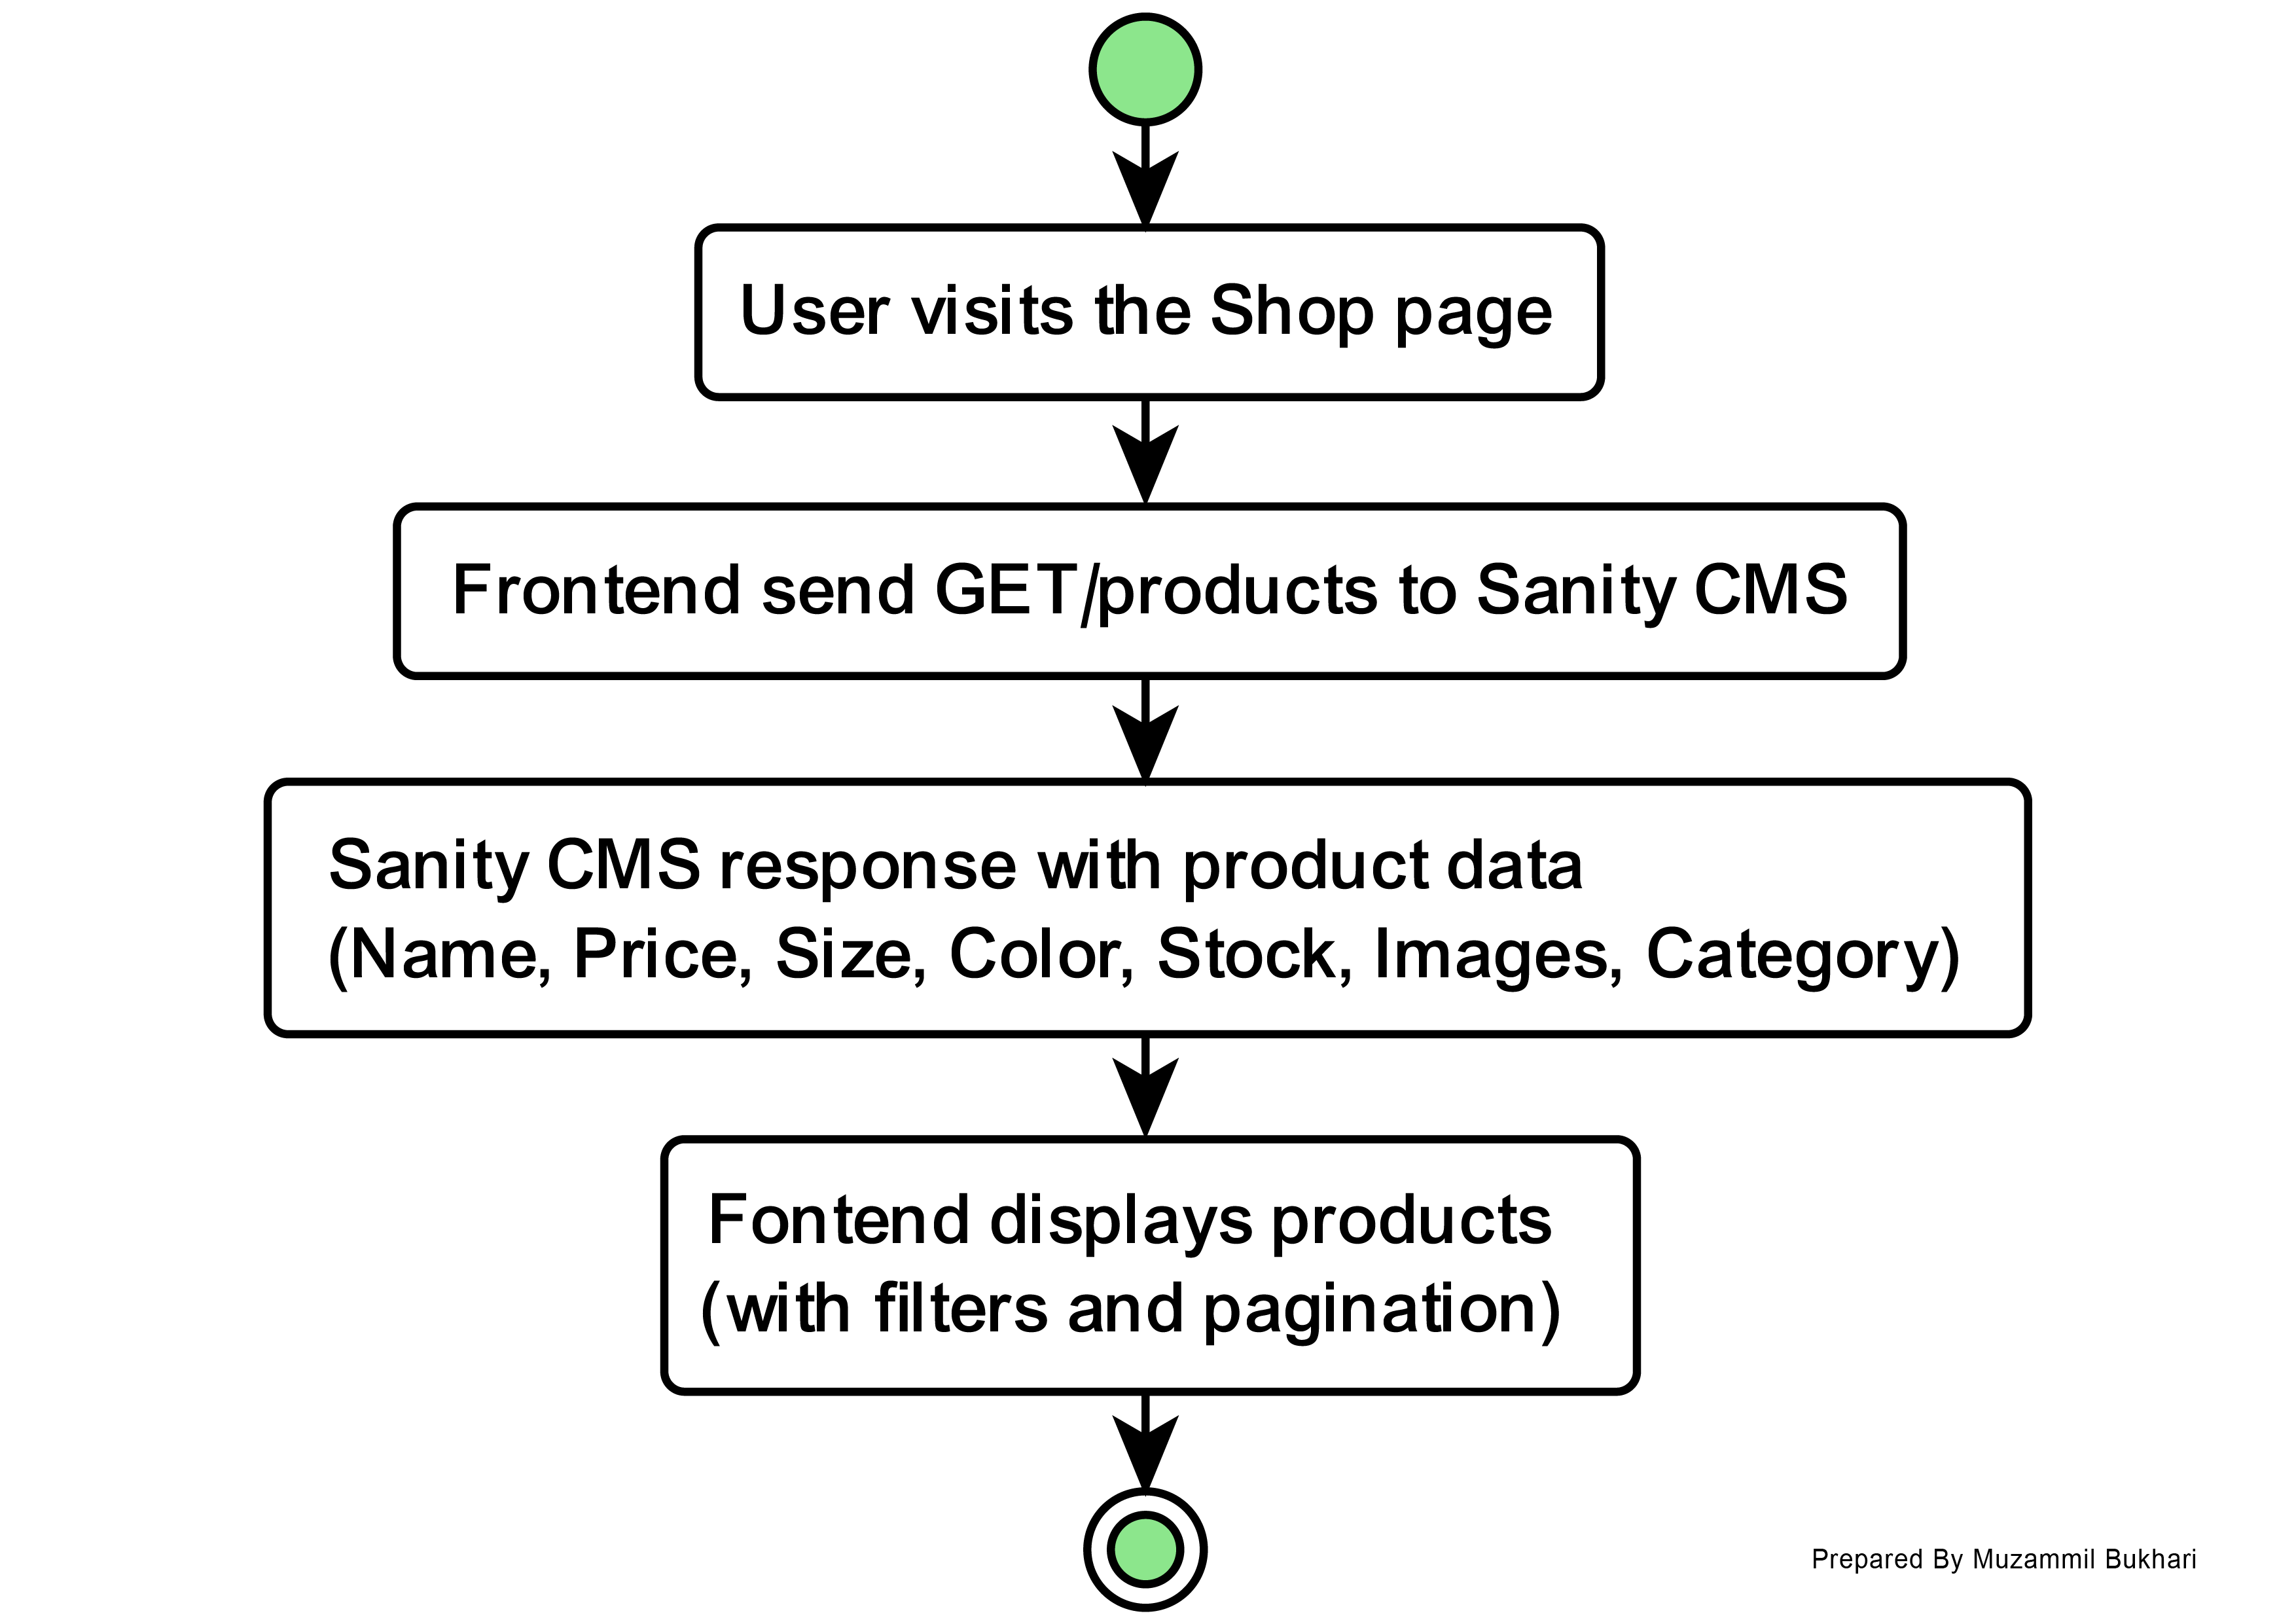 User visits the Shop page
Frontend send GET/products to Sanity CMS
Sanity CMS response with product data
(Name, Price, Size, Color, Stock, Images, Category)
Fontend displays products
(with filters and pagination)
Prepared By Muzammil Bukhari